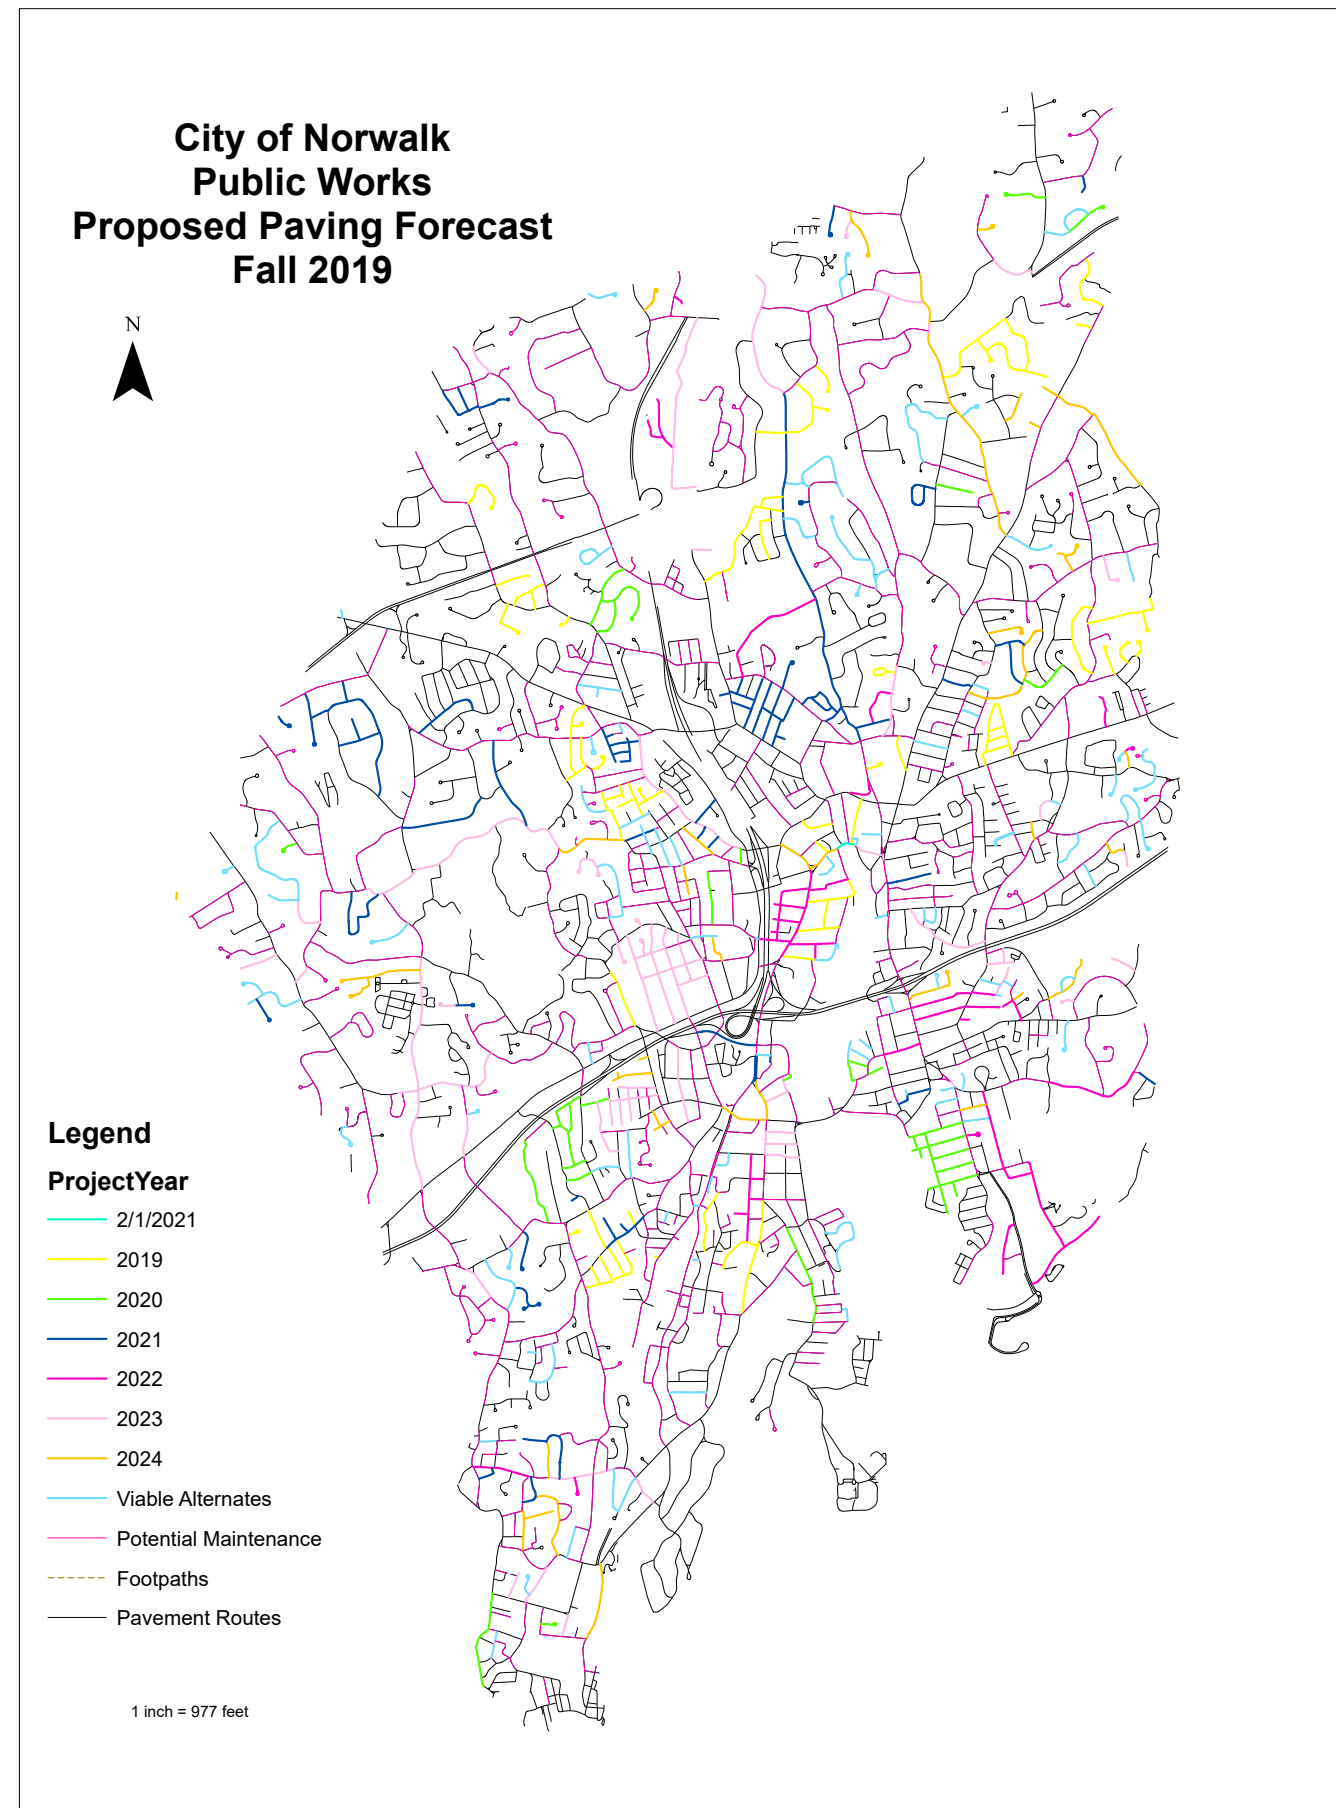 City of Norwalk
Public Works
Proposed Paving Forecast
Fall 2019
N
Legend
ProjectYear
2/1/2021
2019
2020
2021
2022
2023
2024
Viable Alternates
Potential Maintenance
Footpaths
Pavement Routes
1 inch = 977 feet